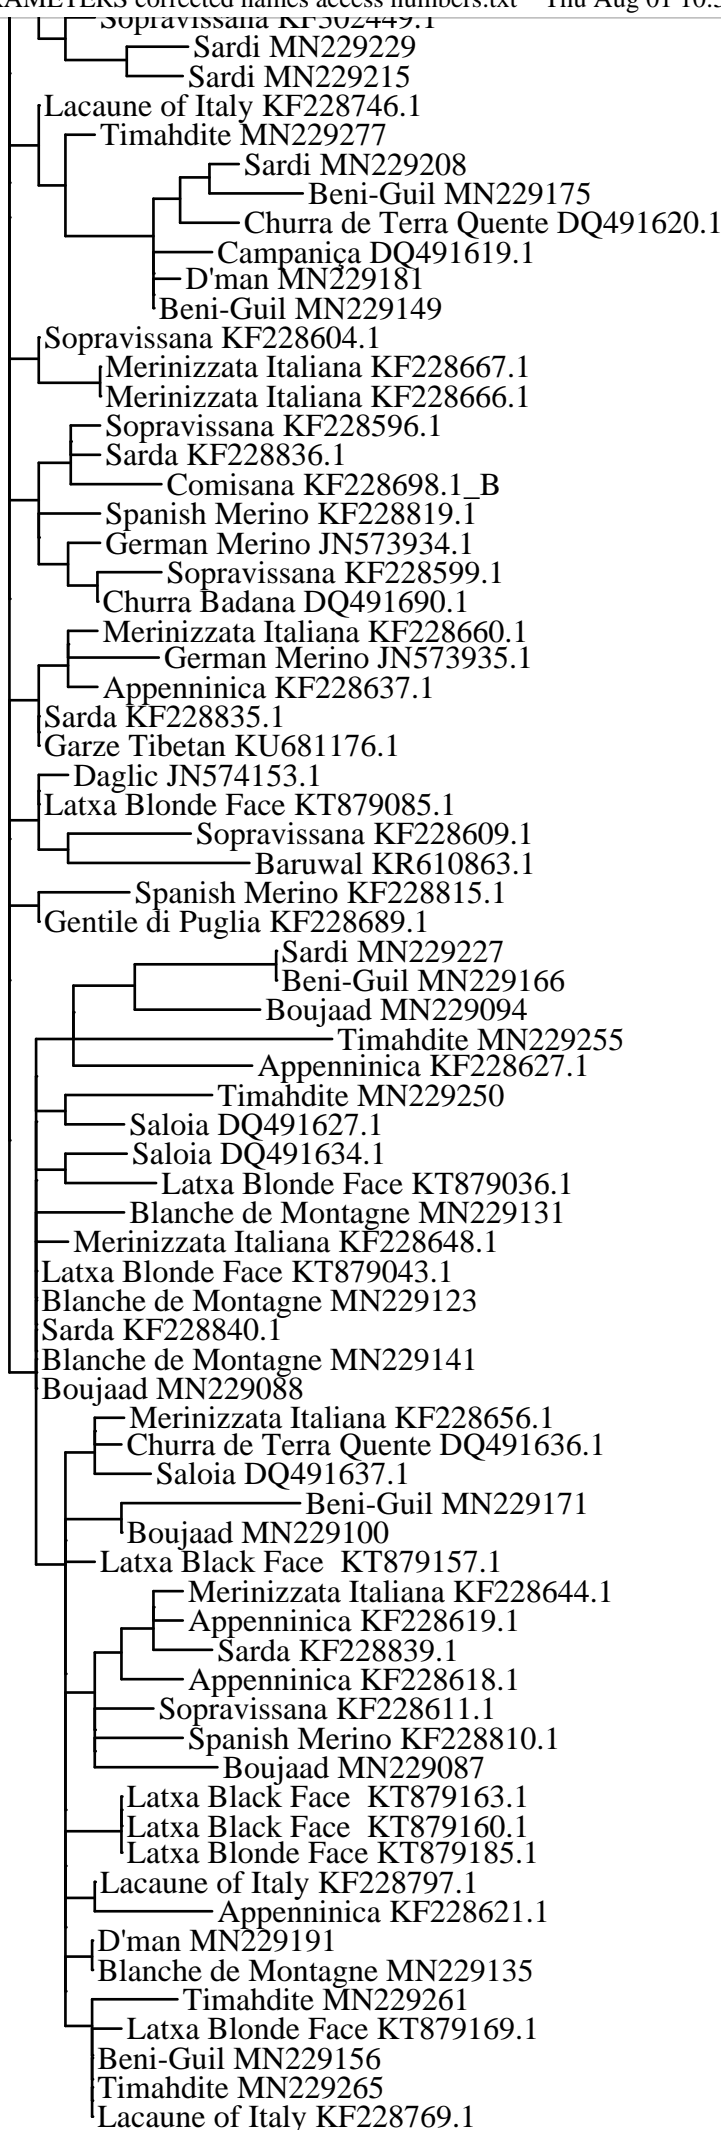 RAMETERS corrected names access numbers.txt Thu Aug 01 10:
Sopravissana KF302449.1
Sardi MN229229
Sardi MN229215
Lacaune of Italy KF228746.1
Timahdite MN229277
Sardi MN229208
Beni-Guil MN229175
Churra de Terra Quente DQ491620.1
Campaniça DQ491619.1
D'man MN229181
Beni-Guil MN229149
Sopravissana KF228604.1
Merinizzata Italiana KF228667.1
Merinizzata Italiana KF228666.1
Sopravissana KF228596.1
Sarda KF228836.1
Comisana KF228698.1_B
Spanish Merino KF228819.1
German Merino JN573934.1
Sopravissana KF228599.1
Churra Badana DQ491690.1
Merinizzata Italiana KF228660.1
German Merino JN573935.1
Appenninica KF228637.1
Sarda KF228835.1
Garze Tibetan KU681176.1
Daglic JN574153.1
Latxa Blonde Face KT879085.1
Sopravissana KF228609.1
Baruwal KR610863.1
Spanish Merino KF228815.1
Gentile di Puglia KF228689.1
Sardi MN229227
Beni-Guil MN229166
Boujaad MN229094
Timahdite MN229255
Appenninica KF228627.1
Timahdite MN229250
Saloia DQ491627.1
Saloia DQ491634.1
Latxa Blonde Face KT879036.1
Blanche de Montagne MN229131
Merinizzata Italiana KF228648.1
Latxa Blonde Face KT879043.1
Blanche de Montagne MN229123
Sarda KF228840.1
Blanche de Montagne MN229141
Boujaad MN229088
Merinizzata Italiana KF228656.1
Churra de Terra Quente DQ491636.1
Saloia DQ491637.1
Beni-Guil MN229171
Boujaad MN229100
Latxa Black Face  KT879157.1
Merinizzata Italiana KF228644.1
Appenninica KF228619.1
Sarda KF228839.1
Appenninica KF228618.1
Sopravissana KF228611.1
Spanish Merino KF228810.1
Boujaad MN229087
Latxa Black Face  KT879163.1
Latxa Black Face  KT879160.1
Latxa Blonde Face KT879185.1
Lacaune of Italy KF228797.1
Appenninica KF228621.1
D'man MN229191
Blanche de Montagne MN229135
Timahdite MN229261
Latxa Blonde Face KT879169.1
Beni-Guil MN229156
Timahdite MN229265
Lacaune of Italy KF228769.1